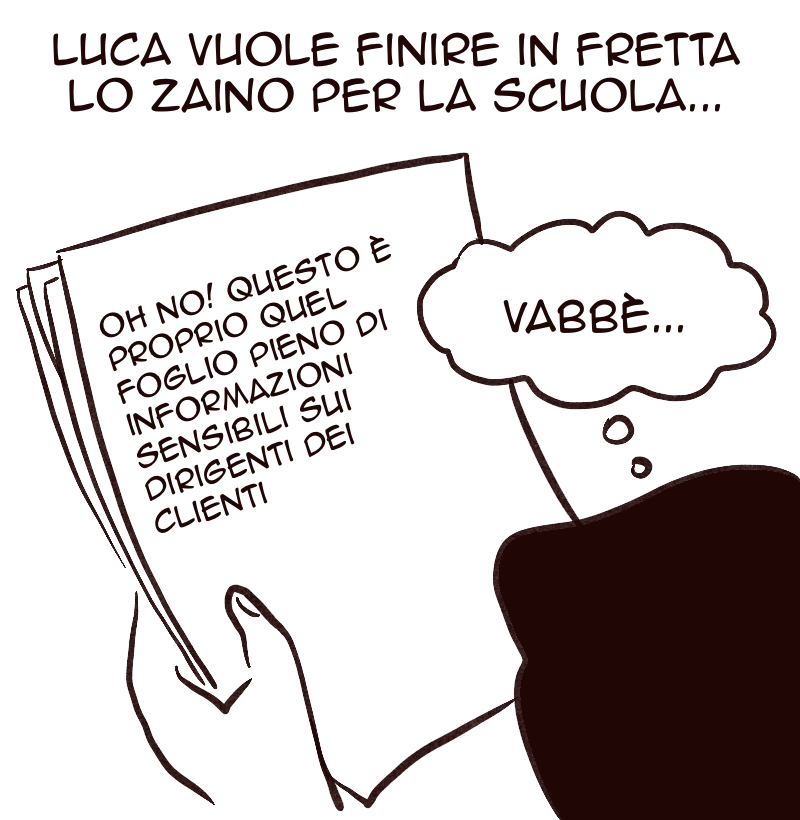 LUCA VUOLE FINIRE IN FRETTA
LO ZAINO PER LA SCUOLA...
OH NO! QUESTO È
PROPRIO QUEL
FOGLIO PIENO DI
INFORMAZIONI
SENSIBILI SUI
DIRIGENTI DEI
CLIENTI
VABBÈ...